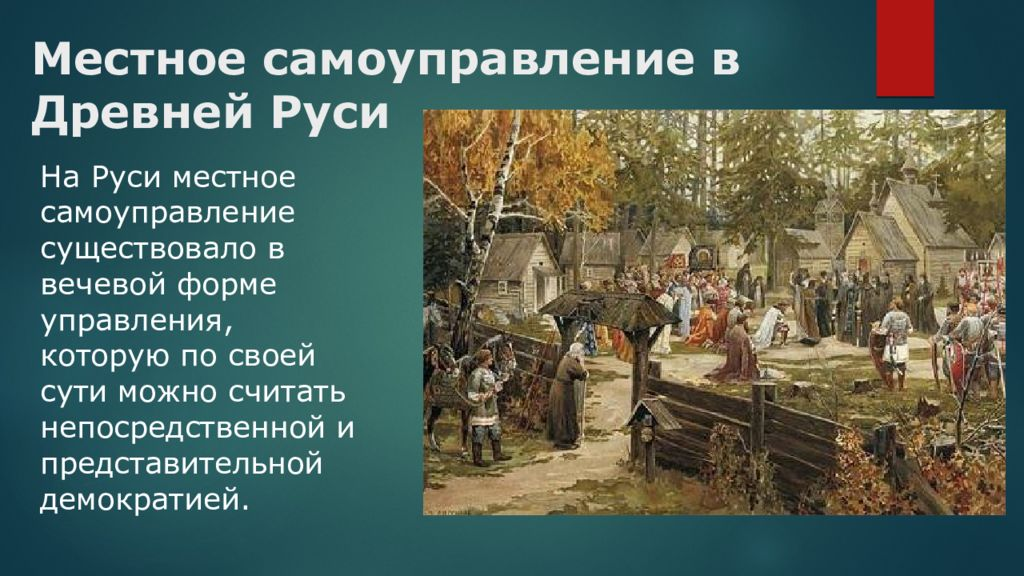 Местное самоуправление в
Древней Руси
На Руси местное
самоуправление
существовало в
вечевой форме
управления,
которую по своей
сути можно считать
непосредственной и
представительной
демократией.